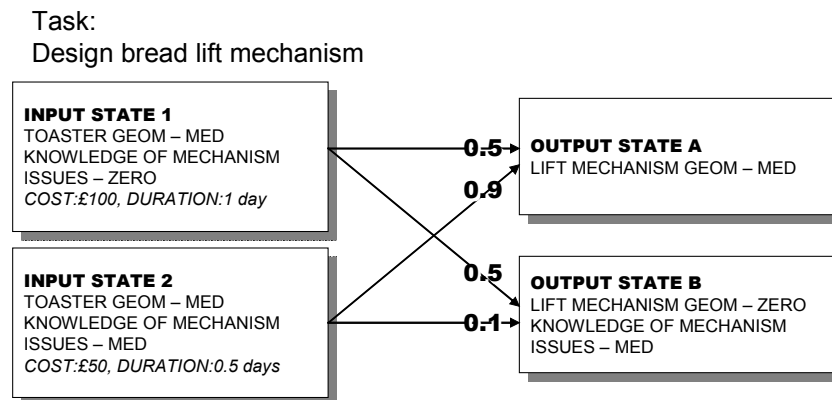 Task:
Design bread lift mechanism
INPUT STATE 1
TOASTER GEOM – MED
KNOWLEDGE OF MECHANISM
ISSUES – ZERO
COST:£100, DURATION:1 day
INPUT STATE 2
TOASTER GEOM – MED
KNOWLEDGE OF MECHANISM
ISSUES – MED
COST:£50, DURATION:0.5 days
0.5
0.9
0.5
0.1
OUTPUT STATE A
LIFT MECHANISM GEOM – MED
OUTPUT STATE B
LIFT MECHANISM GEOM – ZERO
KNOWLEDGE OF MECHANISM
ISSUES – MED